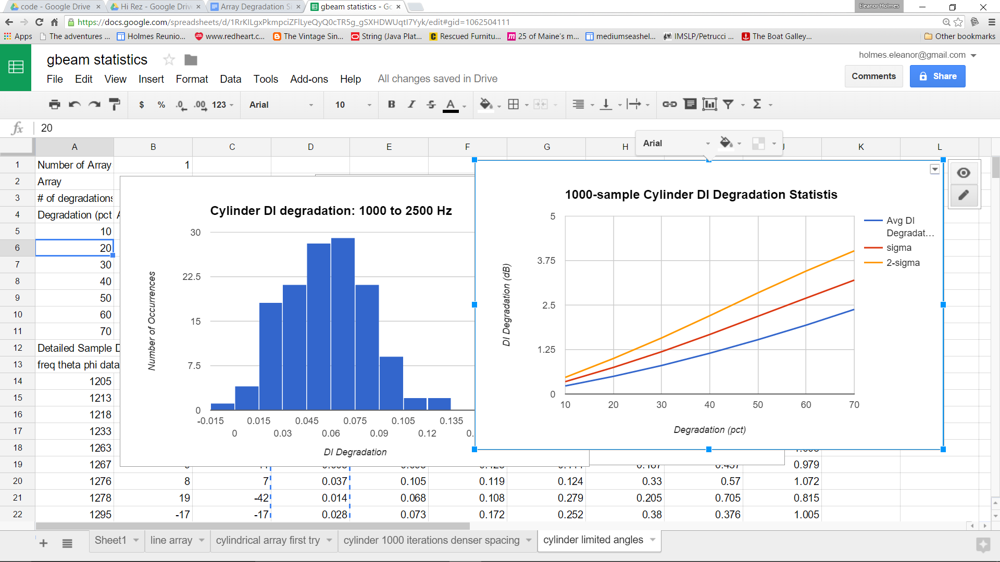 code - Google Drive
Hi Rez - Google Driv
Array Degradation S
gbeam statistics - Go
Eleanor Holmes
https://docs.google.com/spreadsheets/d/1RrKILgxPkmpciZFlLyeQyQ0cTR5g_gSXHDWUqtI7Yyk/edit#gid=1062504111
Apps The adventures ... Holmes Reunio... www.redheart.c... The Vintage Sin... String (Java Plat... Rescued Furnitu... 25 of Maine's m... mediumseashel... IMSLP/Petrucci ... The Boat Galley... Other bookmarks
gbeam statistics
holmes.eleanor@gmail.com
File Edit View Insert Format Data Tools Add-ons Help All changes saved in Drive
Comments Share
$ % .0 .00 123 Arial 10 B I S A Σ
fx 20
Arial
A B C D E F G H J K L
1 Number of Array 1
2 Array
3 # of degradations
4 Degradation (pct A
5 10
6 20
7 30
8 40
9 50
10 60
11 70
12 Detailed Sample D
13 freq theta phi data
14 1205
15 1213
16 1218
17 1233
18 1263
19 1267 0.979
20 1276 8 7 0.037 0.105 0.119 0.124 0.33 0.57 1.072
21 1278 19 -42 0.014 0.068 0.108 0.279 0.205 0.705 0.815
22 1295 -17 -17 0.028 0.073 0.172 0.252 0.38 0.376 1.005
Cylinder DI degradation: 1000 to 2500 Hz
Number of Occurrences
30
22.5
15
7.5
0
-0.015 0.015 0.045 0.075 0.105 0.135
0 0.03 0.06 0.09 0.12 0.
DI Degradation
1000-sample Cylinder DI Degradation Statistis
DI Degradation (dB)
5
3.75
2.5
1.25
0
10 20 30 40 50 60 70
Degradation (pct)
Avg DI
Degradat...
sigma
2-sigma
Sheet1 line array cylindrical array first try cylinder 1000 iterations denser spacing cylinder limited angles